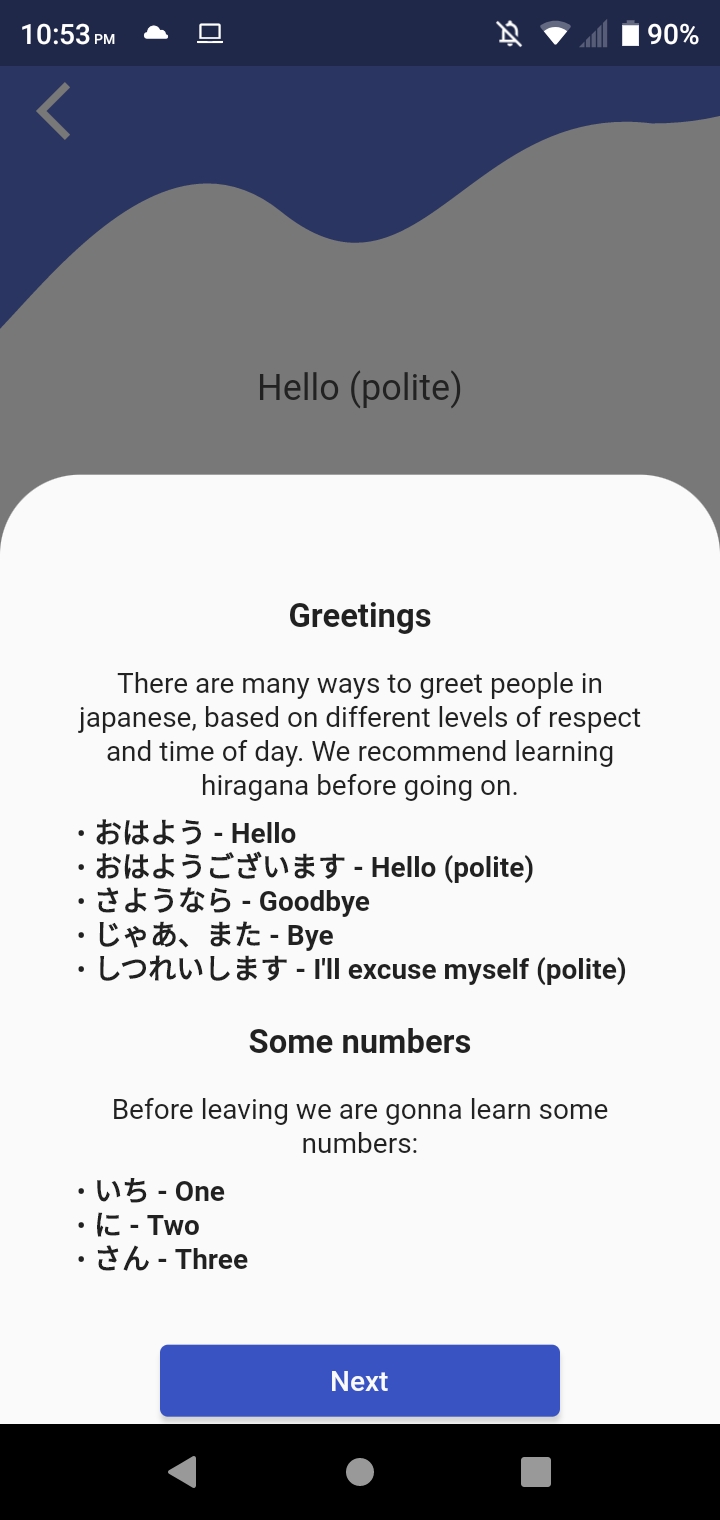 10:53 PM
90%
Hello (polite)
Greetings
There are many ways to greet people in
japanese, based on different levels of respect
and time of day. We recommend learning
hiragana before going on.
• おはよう - Hello
• おはようございます - Hello (polite)
• さようなら - Goodbye
• じゃあ、また - Bye
• しつれいします - I'll excuse myself (polite)
Some numbers
Before leaving we are gonna learn some
numbers:
• いち - One
• に - Two
• さん - Three
Next